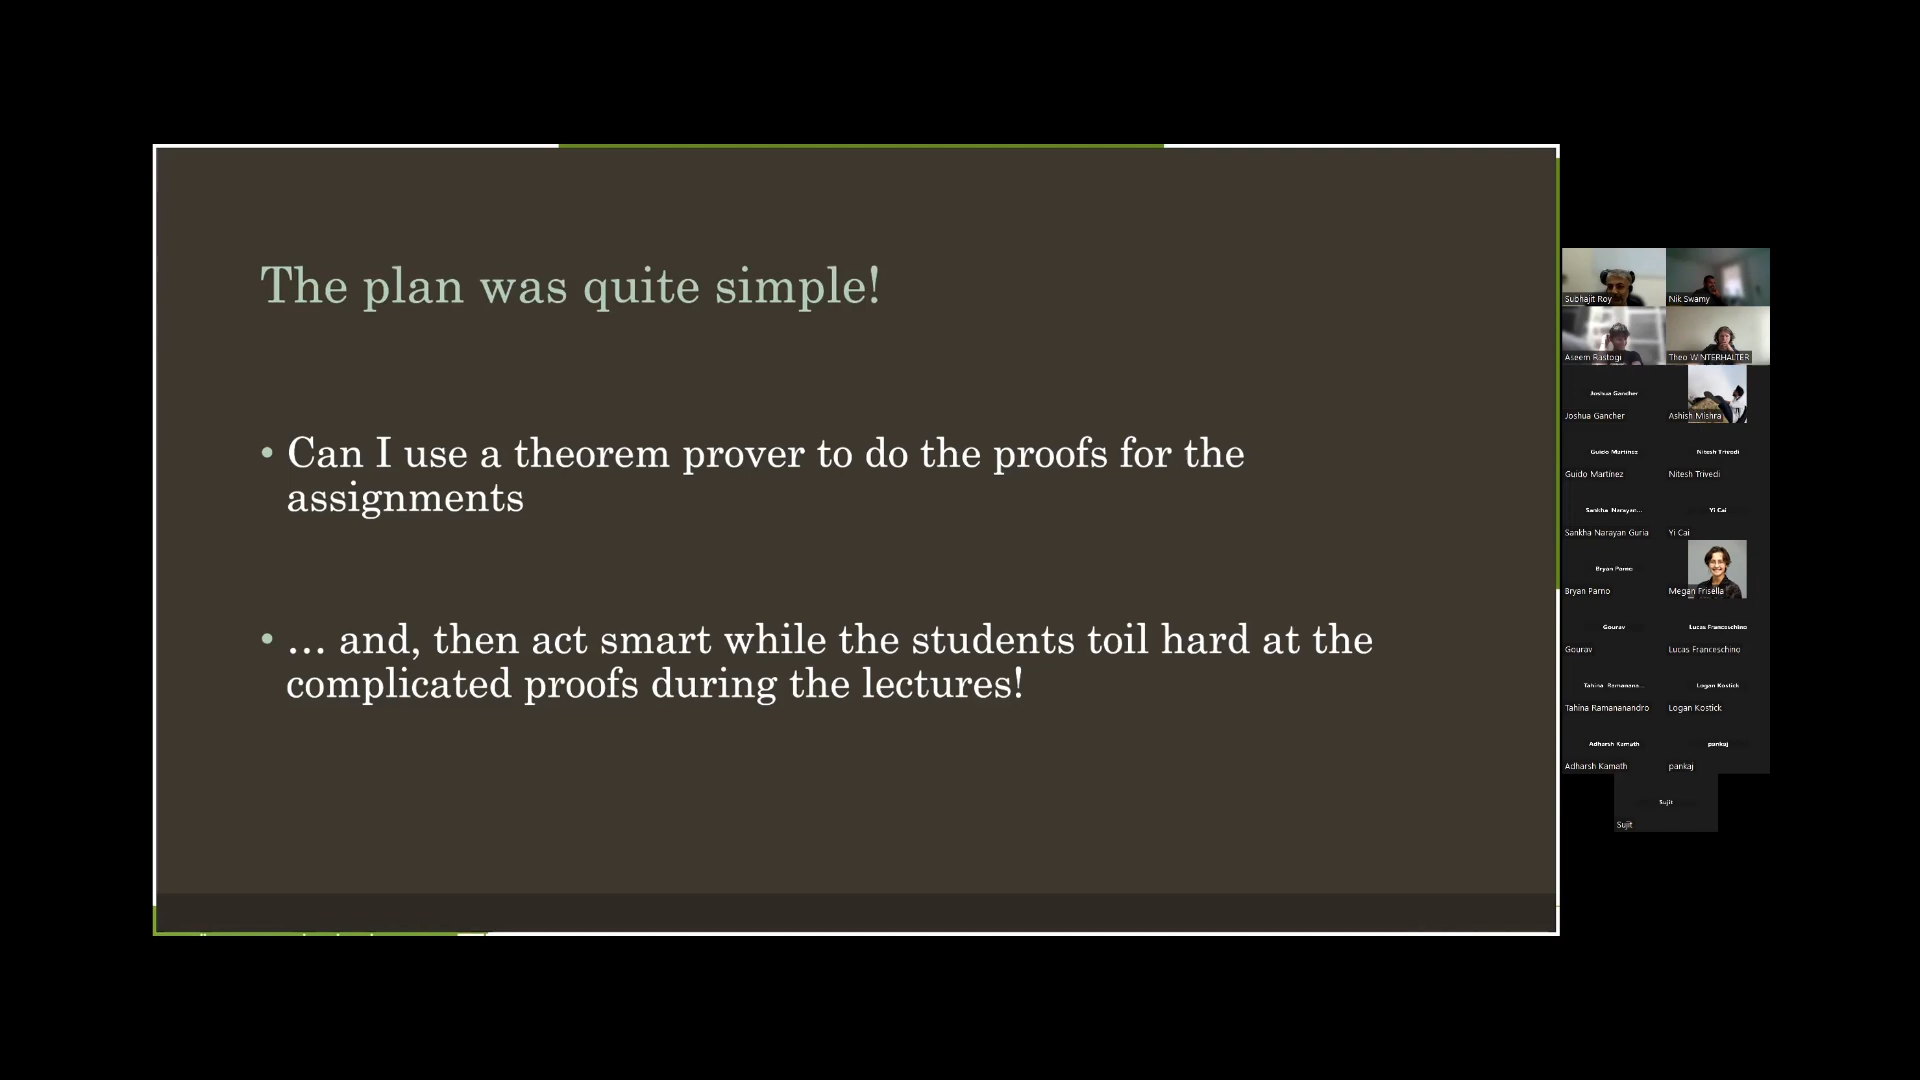 The plan was quite simple!
• Can I use a theorem prover to do the proofs for the
assignments
• ... and, then act smart while the students toil hard at the
complicated proofs during the lectures!
Subhajit Roy
Nik Swamy
Aseem Rastogi
Theo WINTERHALTER
Joshua Gancher
Joshua Gancher
Ashish Mishra
Guido Martinez
Nitesh Trivedi
Guido Martínez
Nitesh Trivedi
Sankha Narayan...
Yi Cai
Sankha Narayan Guria
Yi Cai
Bryan Parno
Bryan Parno
Megan Frisella
Gourav
Lucas Franceschino
Gourav
Lucas Franceschino
Tahina Ramanana...
Logan Kostick
Tahina Ramananandro
Logan Kostick
Adharsh Kamath
pankaj
Adharsh Kamath
pankaj
Sujit
Sujit